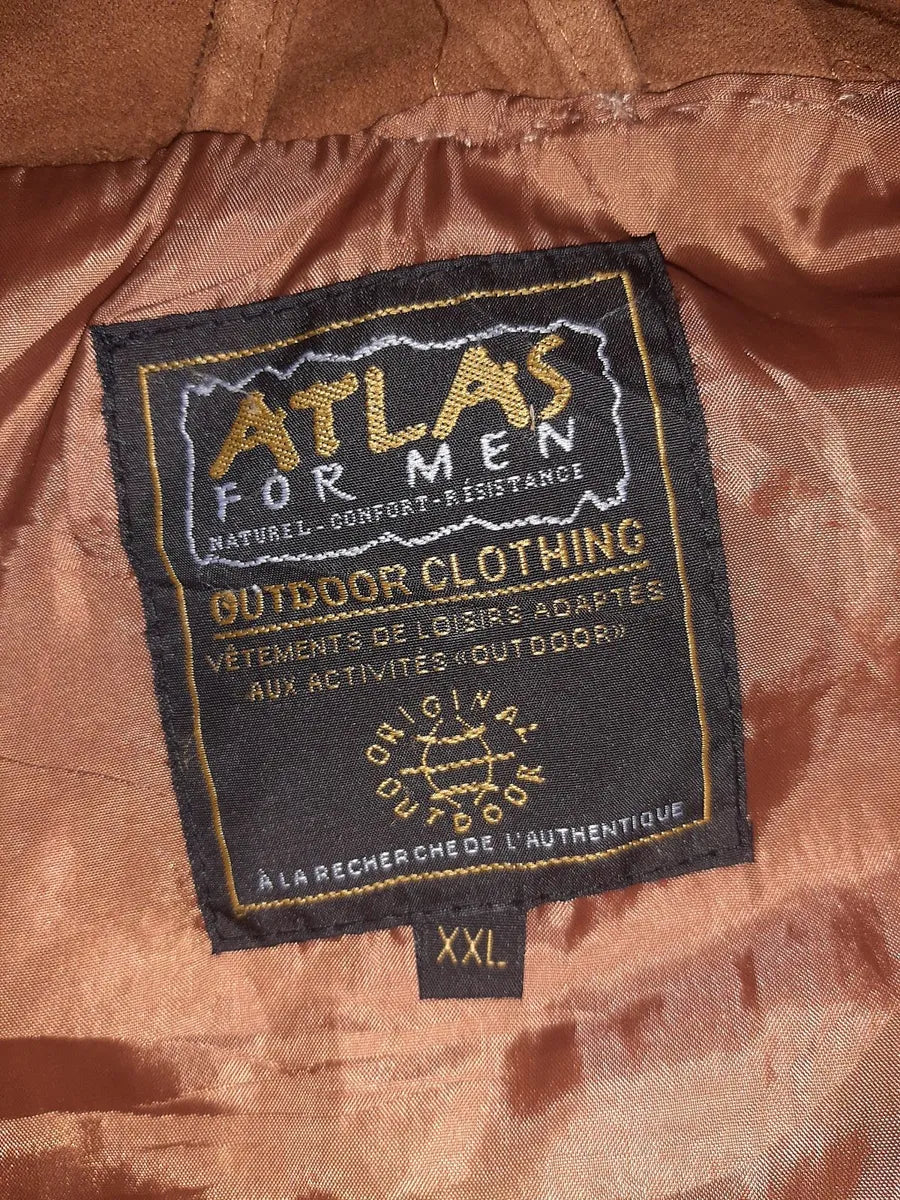 ATLAS
FOR MEN
NATUREL-CONFORT-RÉSISTANCE
OUTDOOR CLOTHING
VÊTEMENTS DE LOISIRS ADAPTÉS
AUX ACTIVITÉS «OUTDOOR»
ORIGINAL
OUTDOOR
À LA RECHERCHE DE L'AUTHENTIQUE
XXL